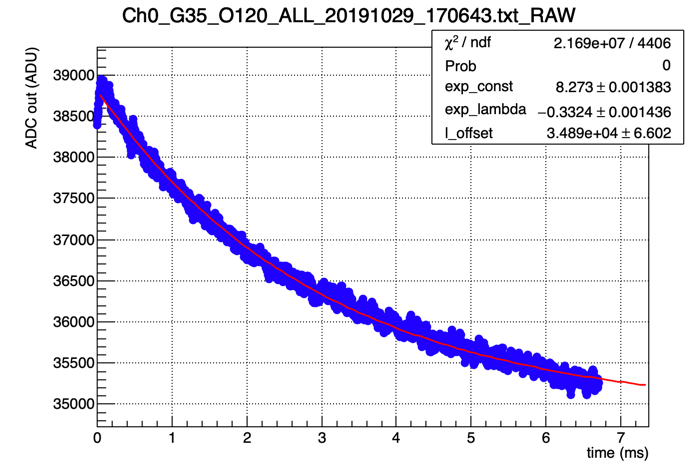 Ch0_G35_O120_ALL_20191029_170643.txt_RAW
χ² / ndf 2.169e+07 / 4406
Prob 0
exp_const 8.273 ± 0.001383
exp_lambda −0.3324 ± 0.001436
l_offset 3.489e+04 ± 6.602
ADC out (ADU)
39000
38500
38000
37500
37000
36500
36000
35500
35000
0 1 2 3 4 5 6 7
time (ms)